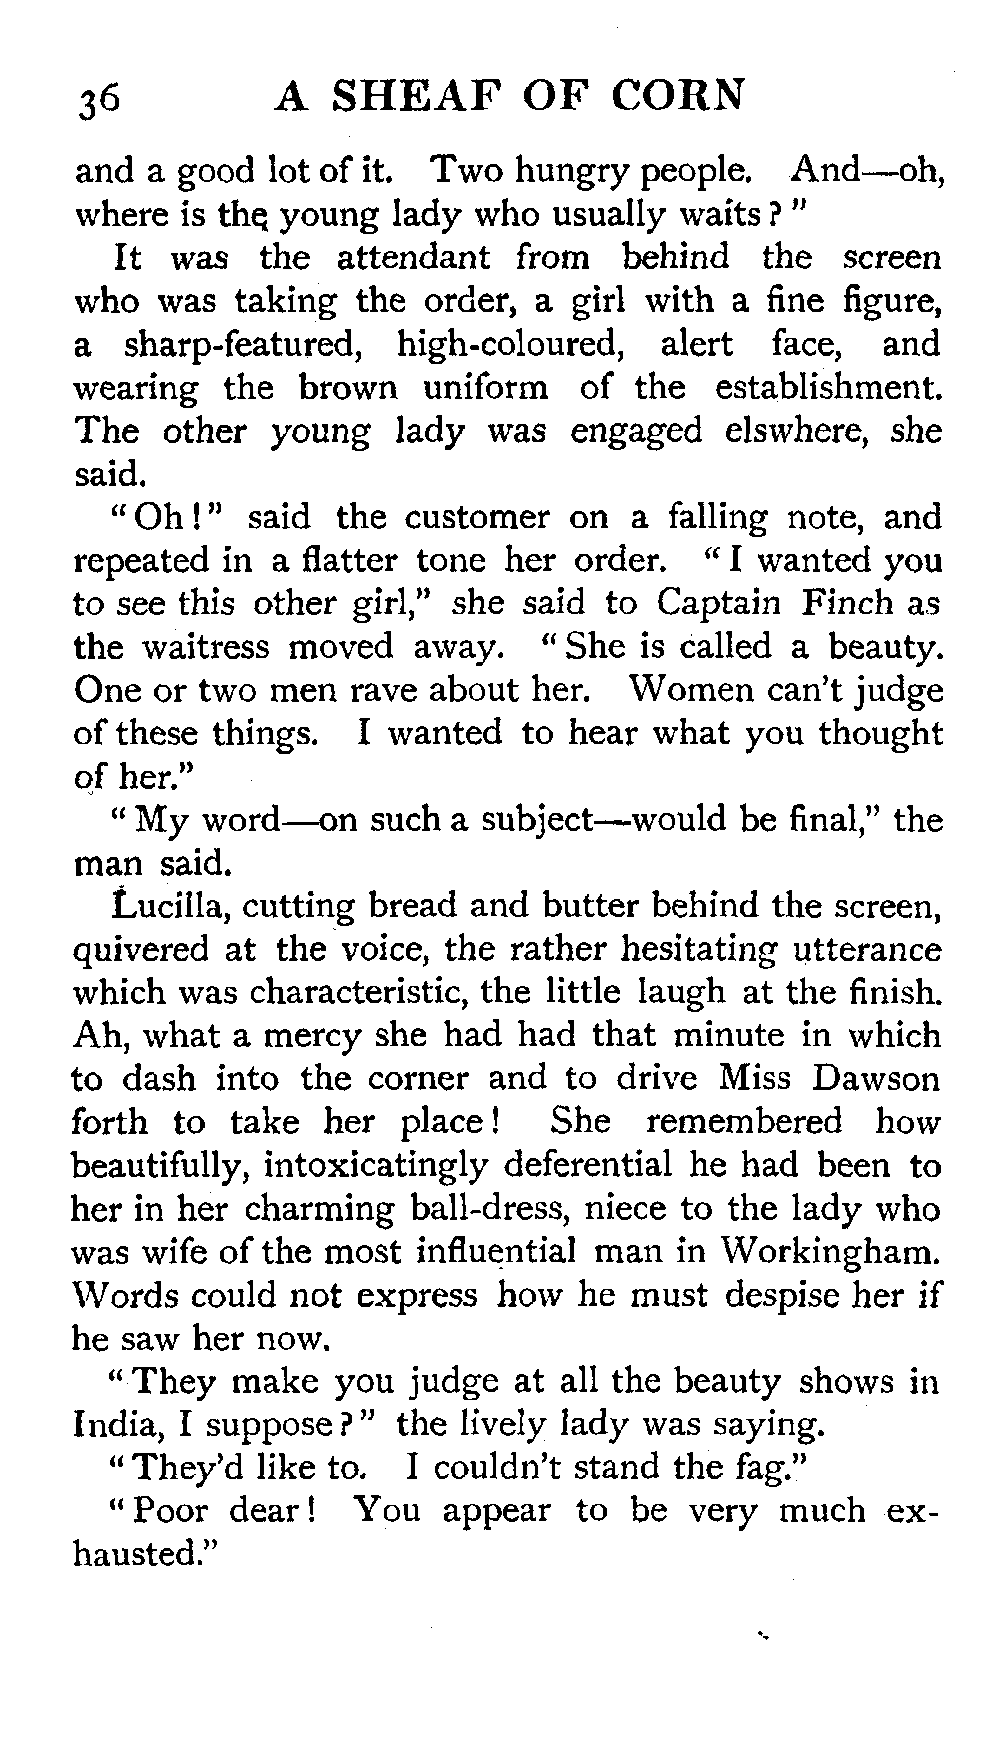 36 A SHEAF OF CORN
and a good lot of it. Two hungry people. And—oh,
where is the young lady who usually waits?"
It was the attendant from behind the screen
who was taking the order, a girl with a fine figure,
a sharp-featured, high-coloured, alert face, and
wearing the brown uniform of the establishment.
The other young lady was engaged elswhere, she
said.
"Oh!" said the customer on a falling note, and
repeated in a flatter tone her order. "I wanted you
to see this other girl," she said to Captain Finch as
the waitress moved away. "She is called a beauty.
One or two men rave about her. Women can't judge
of these things. I wanted to hear what you thought
of her."
"My word—on such a subject—would be final," the
man said.
Lucilla, cutting bread and butter behind the screen,
quivered at the voice, the rather hesitating utterance
which was characteristic, the little laugh at the finish.
Ah, what a mercy she had had that minute in which
to dash into the corner and to drive Miss Dawson
forth to take her place! She remembered how
beautifully, intoxicatingly deferential he had been to
her in her charming ball-dress, niece to the lady who
was wife of the most influential man in Workingham.
Words could not express how he must despise her if
he saw her now.
"They make you judge at all the beauty shows in
India, I suppose?" the lively lady was saying.
"They'd like to. I couldn't stand the fag."
"Poor dear! You appear to be very much ex-
hausted."